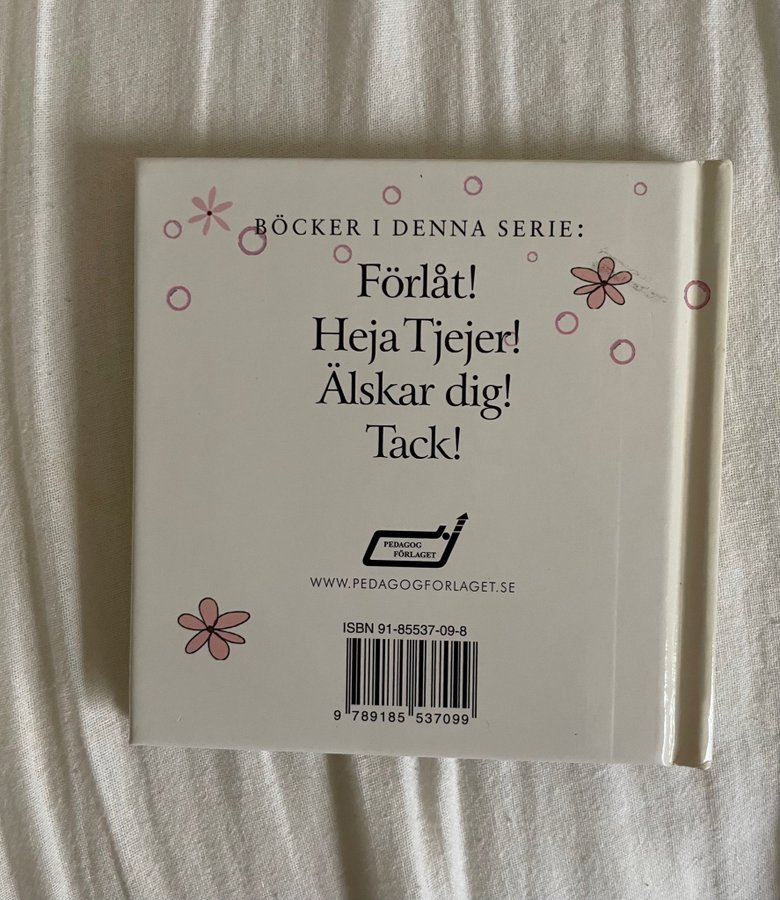 BÖCKER I DENNA SERIE:
Förlåt!
Heja Tjejer!
Älskar dig!
Tack!
PEDAGOG
FÖRLAGET
WWW.PEDAGOGFORLAGET.SE
ISBN 91-85537-09-8
9 789185 537099